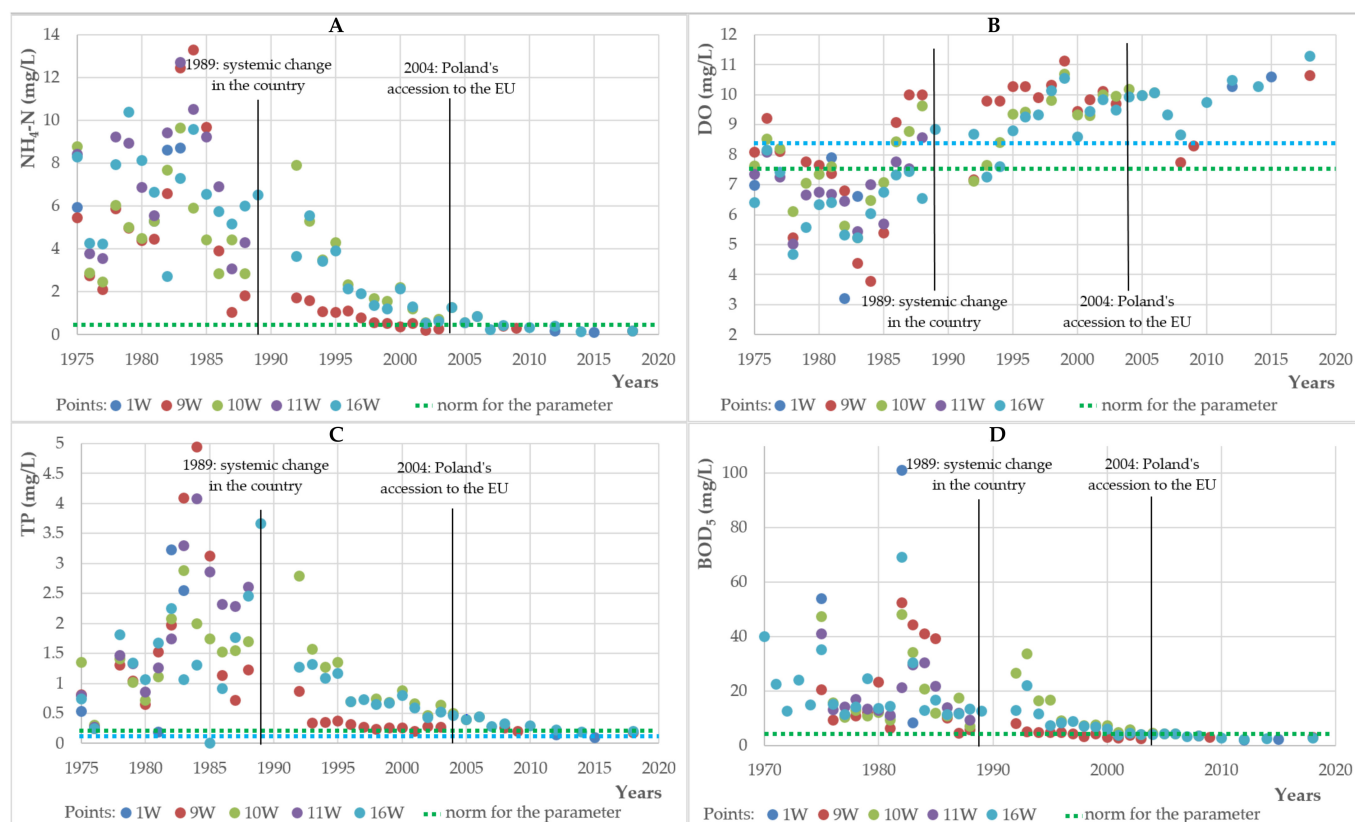 A
NH4-N (mg/L)
14
12
10
8
6
4
2
0
1989: systemic change
in the country
2004: Poland's
accession to the EU
1975 1980 1985 1990 1995 2000 2005 2010 2015 2020
Years
Points: 1W 9W 10W 11W 16W norm for the parameter
B
DO (mg/L)
12
11
10
9
8
7
6
5
4
3
2
1989: systemic change
in the country
2004: Poland's
accession to the EU
1975 1980 1985 1990 1995 2000 2005 2010 2015 2020
Years
Points: 1W 9W 10W 11W 16W norm for the parameter
C
TP (mg/L)
5
4.5
4
3.5
3
2.5
2
1.5
1
0.5
0
1989: systemic change
in the country
2004: Poland's
accession to the EU
1975 1980 1985 1990 1995 2000 2005 2010 2015 2020
Years
Points: 1W 9W 10W 11W 16W norm for the parameter
D
BOD5 (mg/L)
100
80
60
40
20
0
1989: systemic change
in the country
2004: Poland's
accession to the EU
1970 1980 1990 2000 2010 2020
Years
Points: 1W 9W 10W 11W 16W norm for the parameter